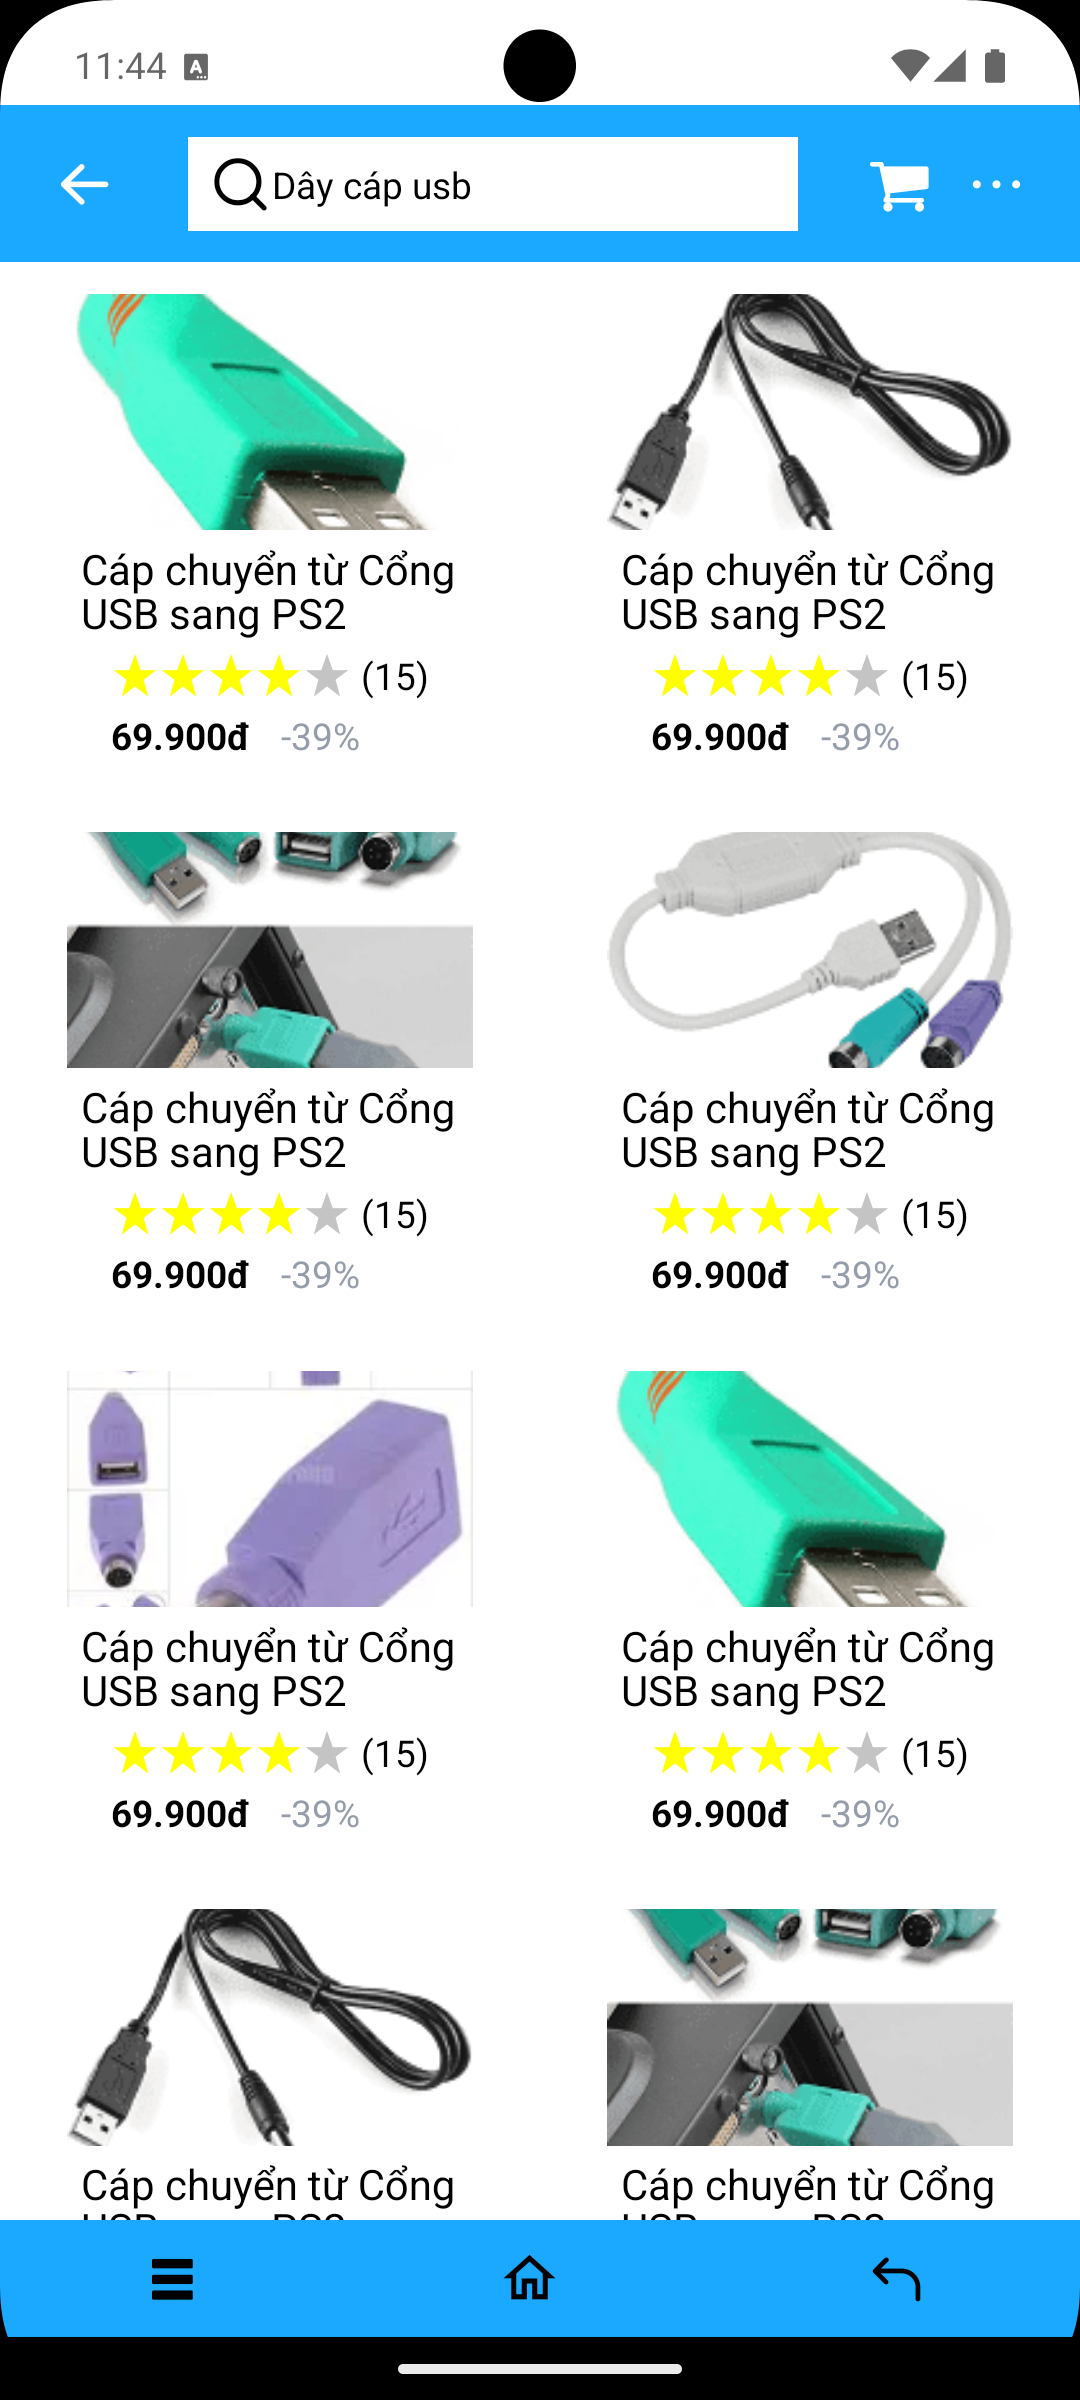 11:44
Dây cáp usb
Cáp chuyển từ Cổng
USB sang PS2
(15)
69.900đ -39%
Cáp chuyển từ Cổng
USB sang PS2
(15)
69.900đ -39%
Cáp chuyển từ Cổng
USB sang PS2
(15)
69.900đ -39%
Cáp chuyển từ Cổng
USB sang PS2
(15)
69.900đ -39%
Cáp chuyển từ Cổng
USB sang PS2
(15)
69.900đ -39%
Cáp chuyển từ Cổng
USB sang PS2
(15)
69.900đ -39%
Cáp chuyển từ Cổng
Cáp chuyển từ Cổng